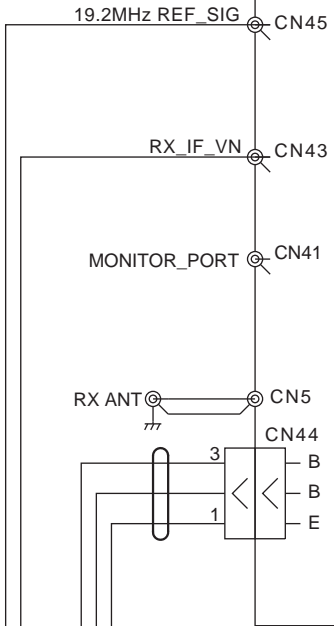 19.2MHz REF_SIG CN45
RX_IF_VN CN43
MONITOR_PORT CN41
RX ANT CN5
CN44
3 B
B
1 E